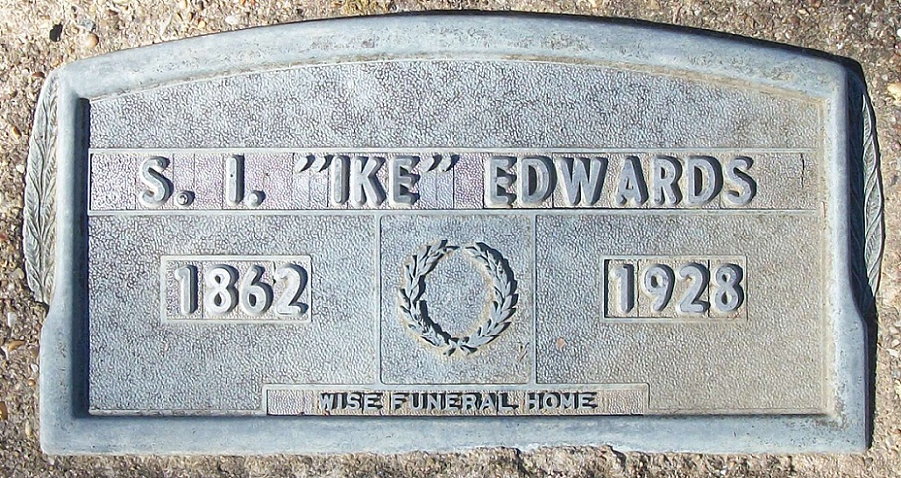 S. I. "IKE" EDWARDS
1862 1928
WISE FUNERAL HOME